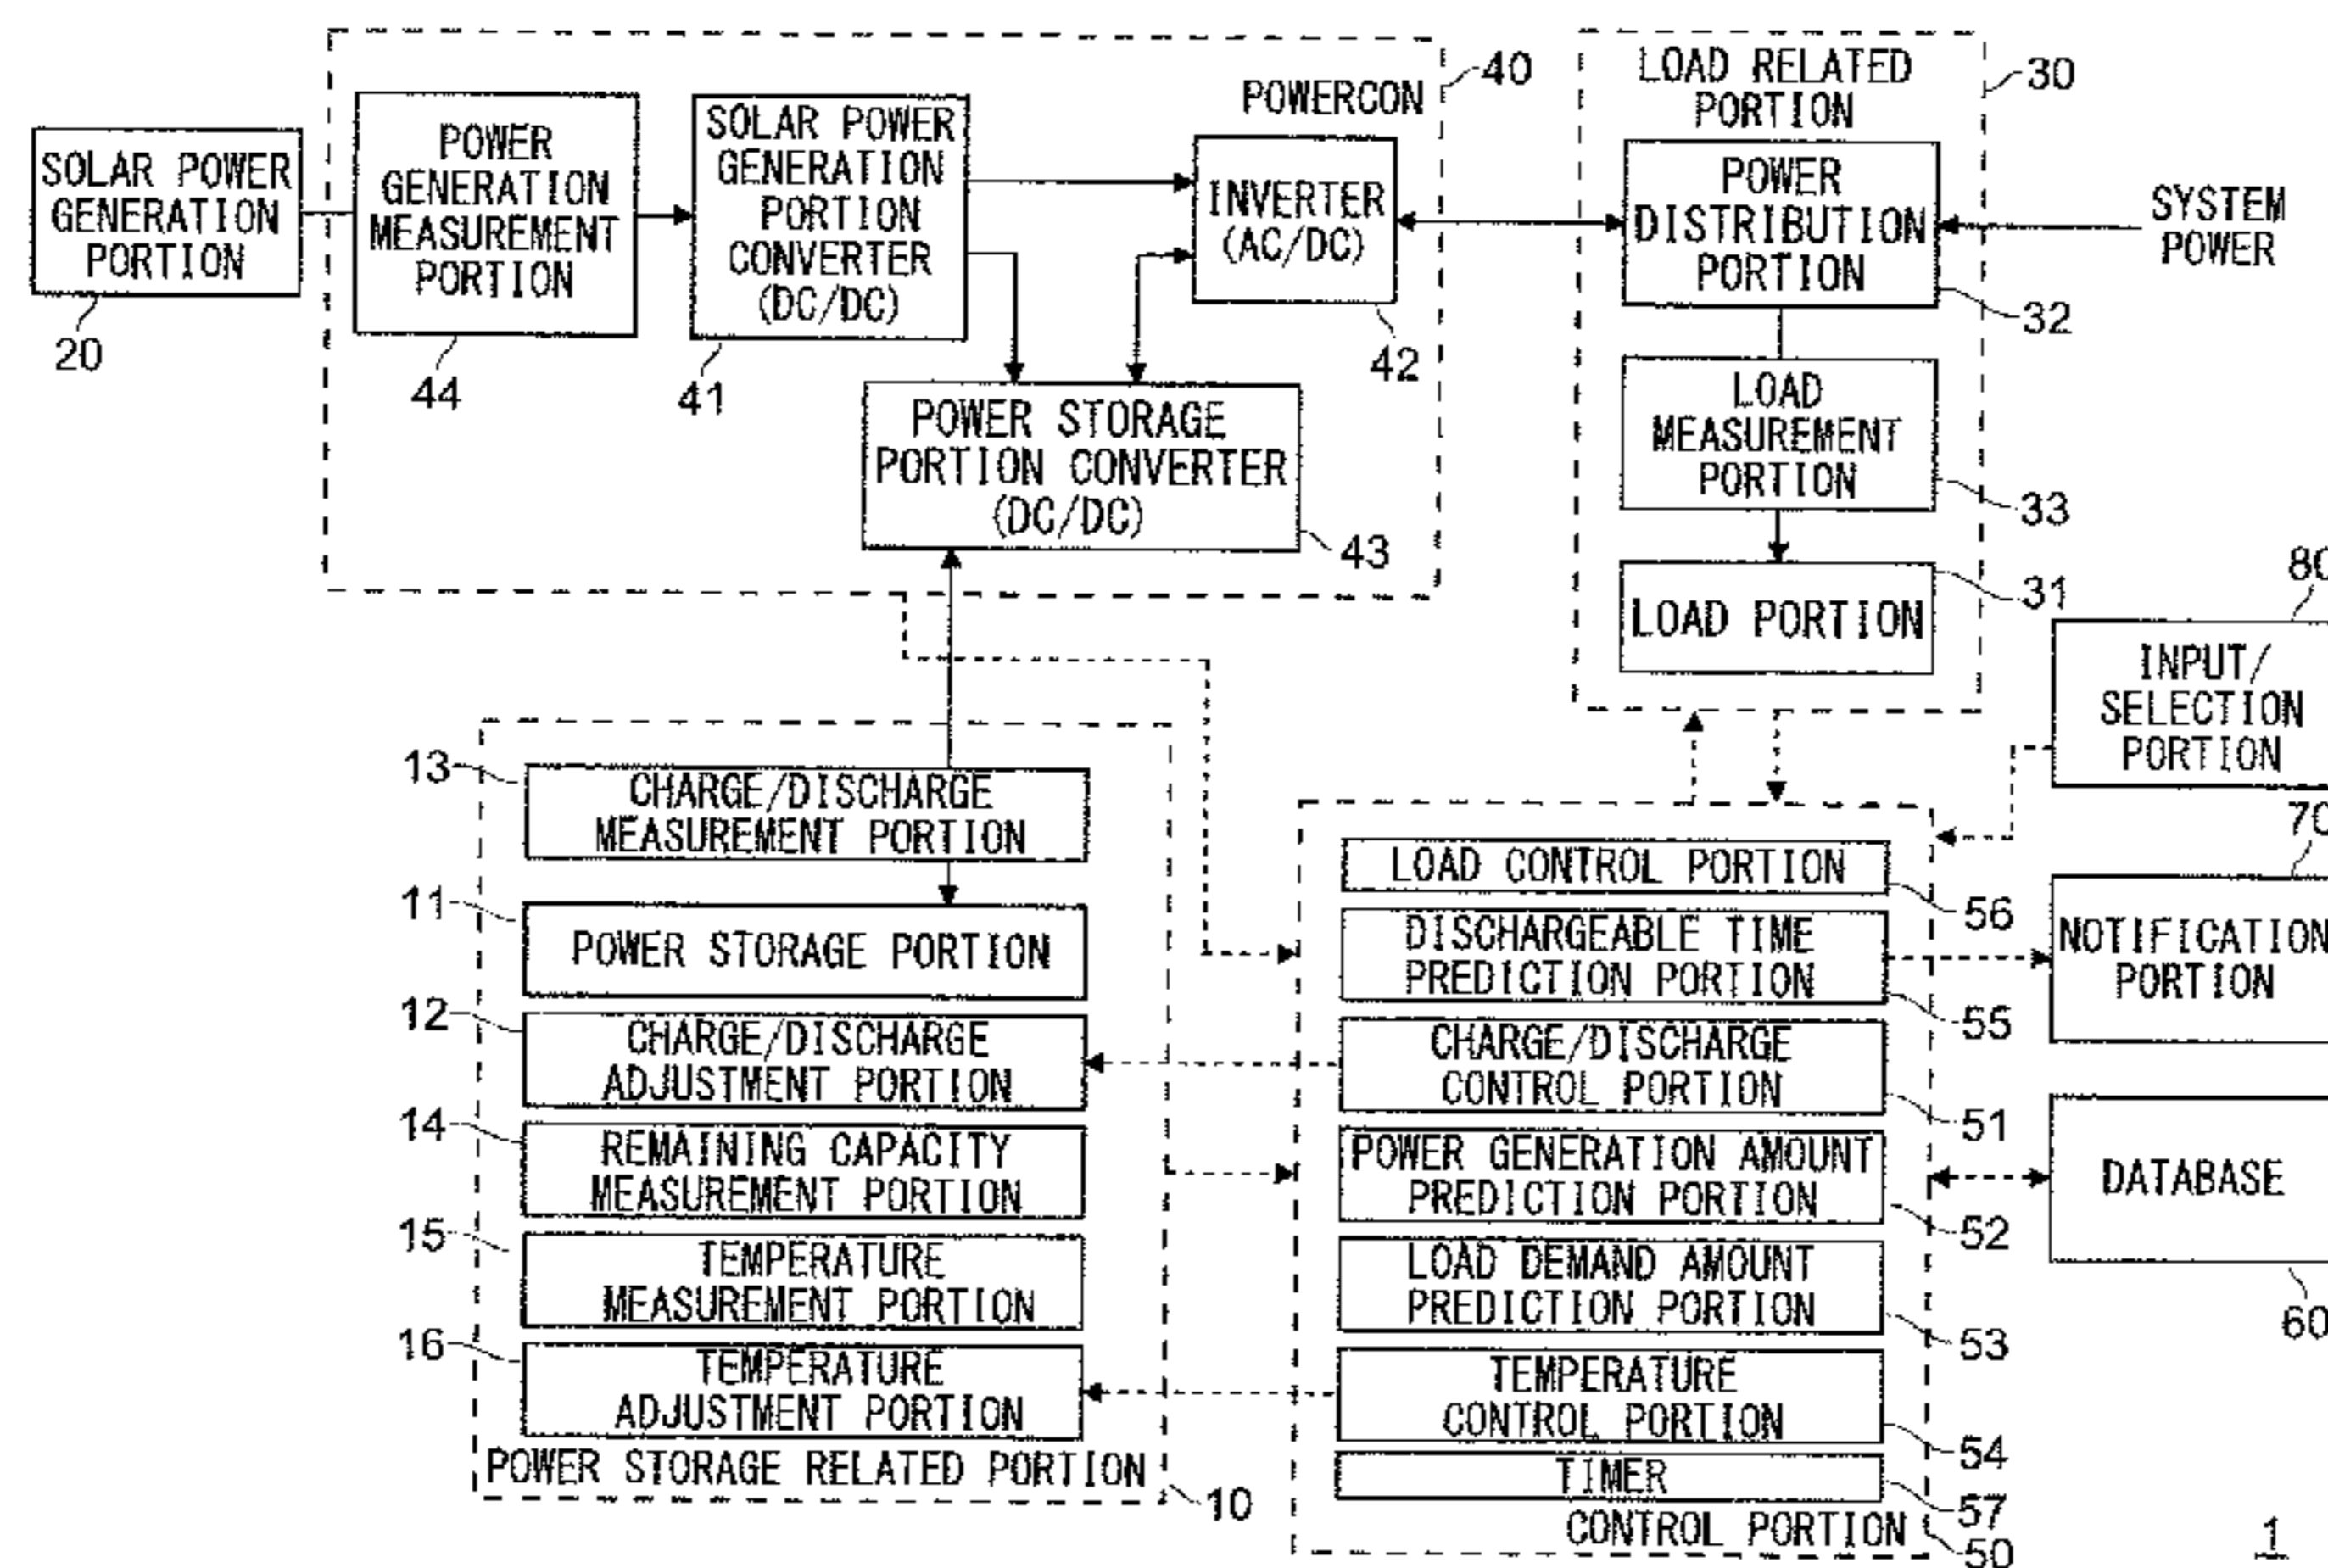 SOLAR POWER
GENERATION
PORTION
20
POWER
GENERATION
MEASUREMENT
PORTION
44
SOLAR POWER
GENERATION
PORTION
CONVERTER
(DC/DC)
41
POWERCON
40
INVERTER
(AC/DC)
42
POWER STORAGE
PORTION CONVERTER
(DC/DC)
43
LOAD RELATED
PORTION
30
POWER
DISTRIBUTION
PORTION
32
SYSTEM
POWER
LOAD
MEASUREMENT
PORTION
33
LOAD PORTION
31
80
INPUT/
SELECTION
PORTION
13
CHARGE/DISCHARGE
MEASUREMENT PORTION
11
POWER STORAGE PORTION
12
CHARGE/DISCHARGE
ADJUSTMENT PORTION
14
REMAINING CAPACITY
MEASUREMENT PORTION
15
TEMPERATURE
MEASUREMENT PORTION
16
TEMPERATURE
ADJUSTMENT PORTION
POWER STORAGE RELATED PORTION
10
LOAD CONTROL PORTION
56
DISCHARGEABLE TIME
PREDICTION PORTION
55
CHARGE/DISCHARGE
CONTROL PORTION
51
POWER GENERATION AMOUNT
PREDICTION PORTION
52
LOAD DEMAND AMOUNT
PREDICTION PORTION
53
TEMPERATURE
CONTROL PORTION
54
TIMER
57
CONTROL PORTION
50
70
NOTIFICATION
PORTION
DATABASE
60
1